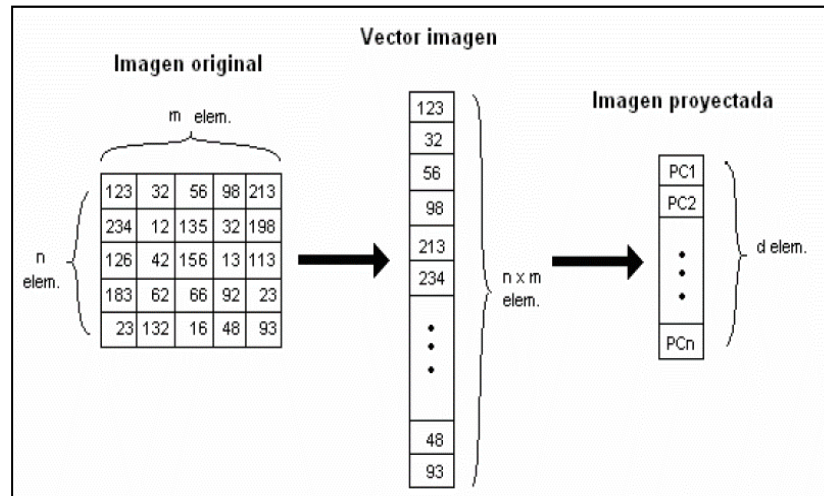 Imagen original
m elem.
n elem.
123 32 56 98 213
234 12 135 32 198
126 42 156 13 113
183 62 66 92 23
23 132 16 48 93
Vector imagen
123
32
56
98
213
234
48
93
n x m
elem.
Imagen proyectada
PC1
PC2
PCn
d elem.